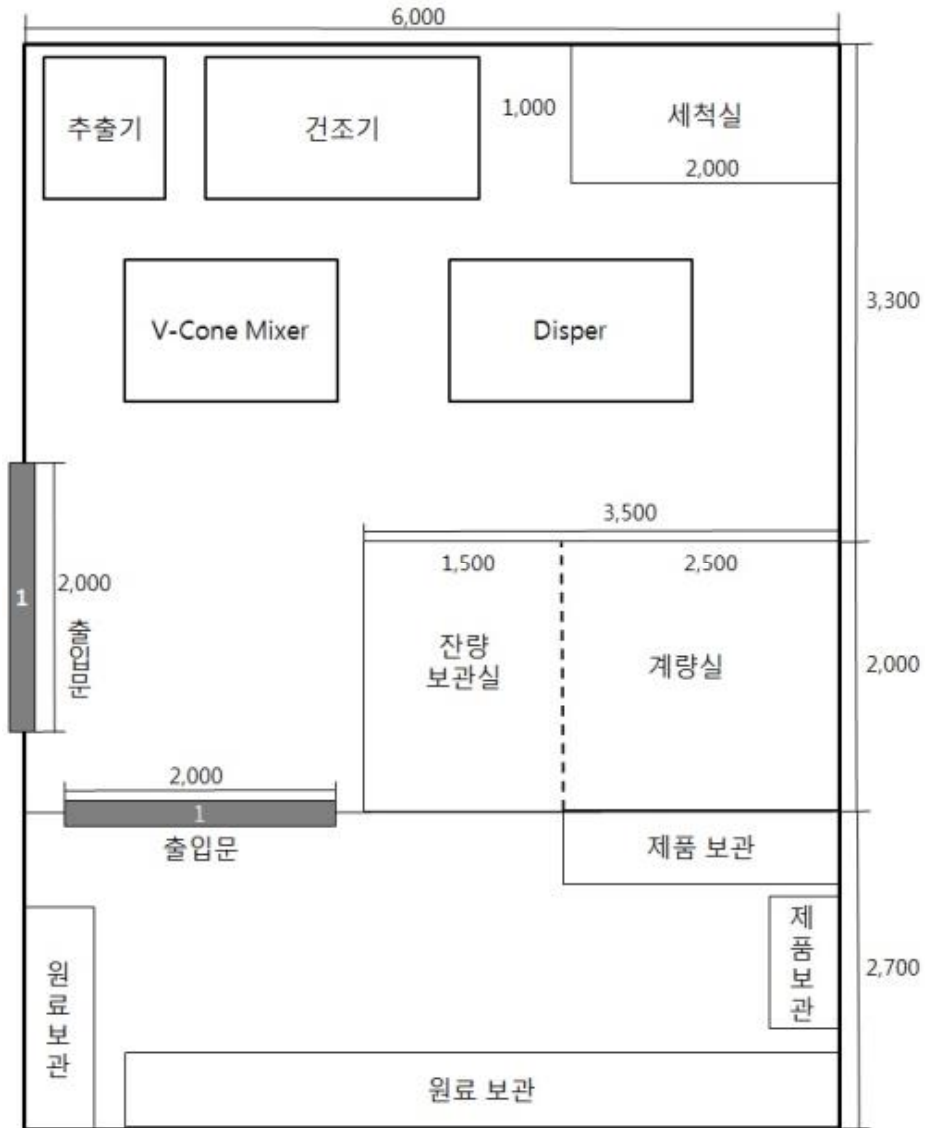 6,000
추출기
건조기
1,000
세척실
2,000
3,300
V-Cone Mixer
Disper
3,500
1,500
2,500
1
2,000
출입문
잔량
보관실
계량실
2,000
2,000
1
출입문
제품 보관
제품보관
2,700
원료보관
원료 보관